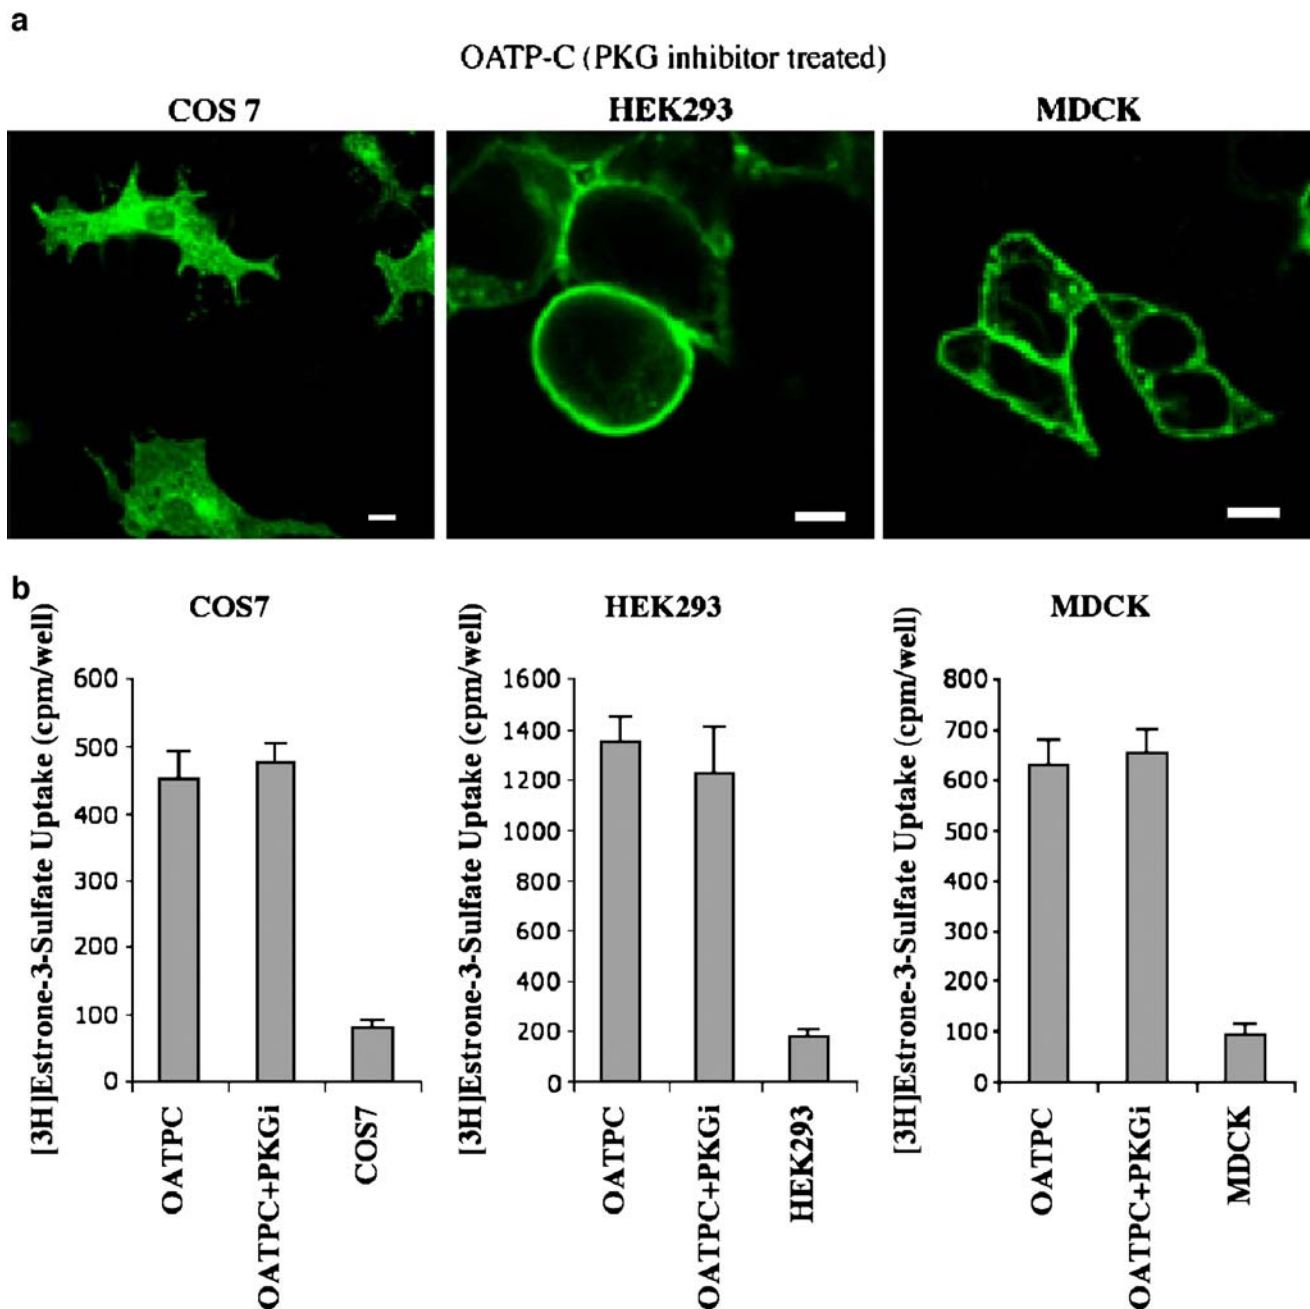 a
OATP-C (PKG inhibitor treated)
COS 7
HEK293
MDCK
b
COS7
[3H]Estrone-3-Sulfate Uptake (cpm/well)
600
500
400
300
200
100
0
OATPC
OATPC+PKGi
COS7
HEK293
[3H]Estrone-3-Sulfate Uptake (cpm/well)
1600
1400
1200
1000
800
600
400
200
0
OATPC
OATPC+PKGi
HEK293
MDCK
[3H]Estrone-3-Sulfate Uptake (cpm/well)
800
700
600
500
400
300
200
100
0
OATPC
OATPC+PKGi
MDCK